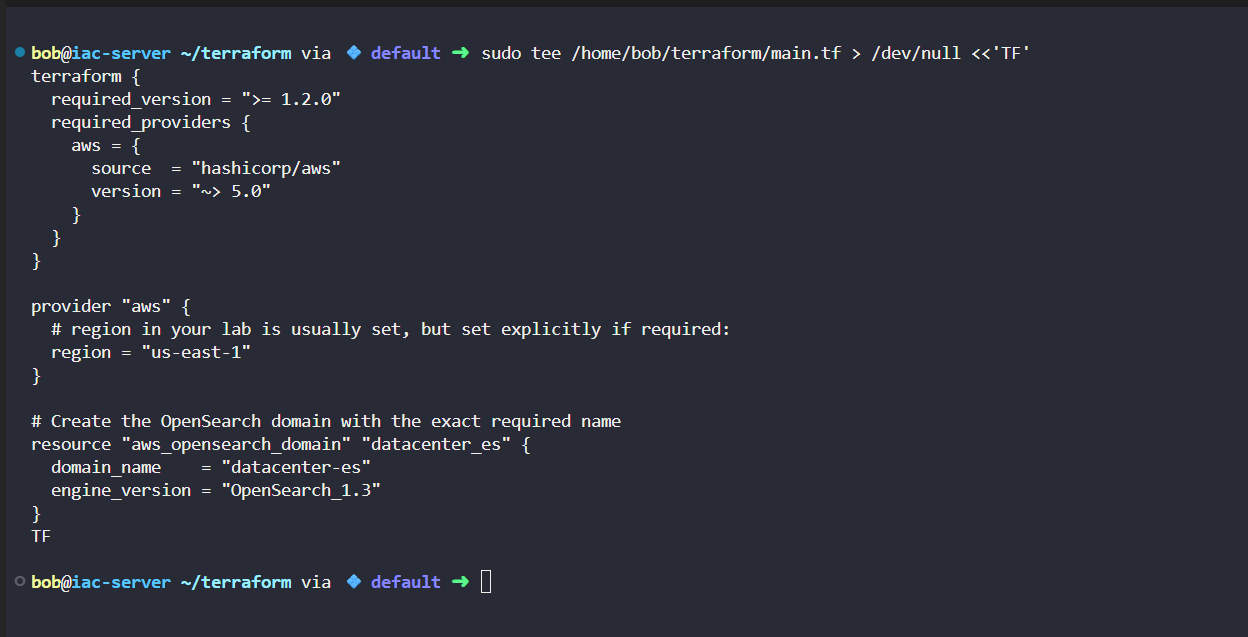 bob@iac-server ~/terraform via default ➜ sudo tee /home/bob/terraform/main.tf > /dev/null <<'TF'
terraform {
  required_version = ">= 1.2.0"
  required_providers {
    aws = {
      source  = "hashicorp/aws"
      version = "~> 5.0"
    }
  }
}

provider "aws" {
  # region in your lab is usually set, but set explicitly if required:
  region = "us-east-1"
}

# Create the OpenSearch domain with the exact required name
resource "aws_opensearch_domain" "datacenter_es" {
  domain_name    = "datacenter-es"
  engine_version = "OpenSearch_1.3"
}
TF

bob@iac-server ~/terraform via default ➜